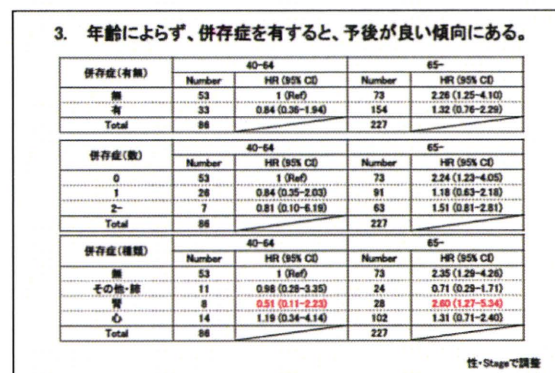 3. 年齢によらず、併存症を有すると、予後が良い傾向にある。
併存症(有無) 40-64 65-
Number HR (95% CI) Number HR (95% CI)
無 53 1 (Ref) 73 2.26 (1.25-4.10)
有 33 0.84 (0.36-1.94) 154 1.32 (0.76-2.29)
Total 86 227
併存症(数) 40-64 65-
Number HR (95% CI) Number HR (95% CI)
0 53 1 (Ref) 73 2.24 (1.23-4.05)
1 26 0.84 (0.35-2.03) 91 1.18 (0.63-2.18)
2- 7 0.81 (0.10-6.19) 63 1.51 (0.81-2.81)
Total 86 227
併存症(種類) 40-64 65-
Number HR (95% CI) Number HR (95% CI)
無 53 1 (Ref) 73 2.35 (1.29-4.26)
その他・肺 11 0.98 (0.28-3.35) 24 0.71 (0.29-1.71)
腎 8 0.51 (0.11-2.23) 28 2.60 (1.27-5.34)
心 14 1.19 (0.34-4.14) 102 1.31 (0.71-2.40)
Total 86 227
性・Stageで調整